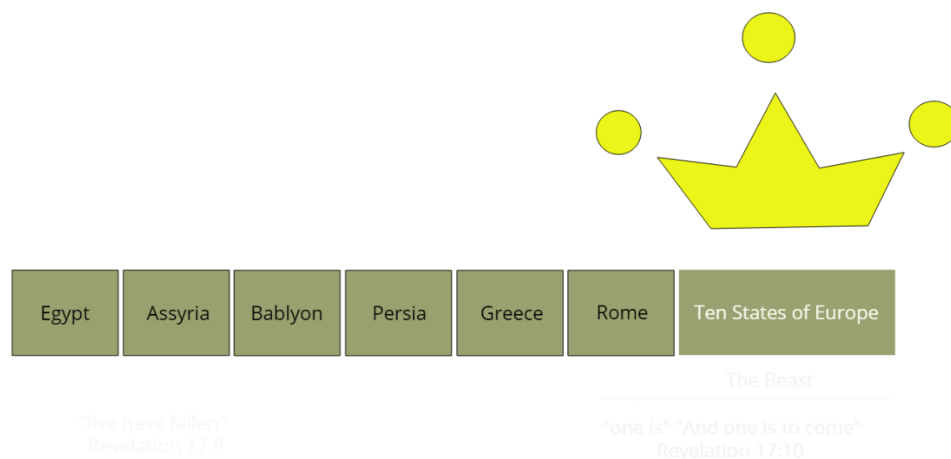 Egypt
Assyria
Bablyon
Persia
Greece
Rome
Ten States of Europe
The Beast
"five have fallen"
Revelation 17:8
"one is" "And one is to come"
Revelation 17:10